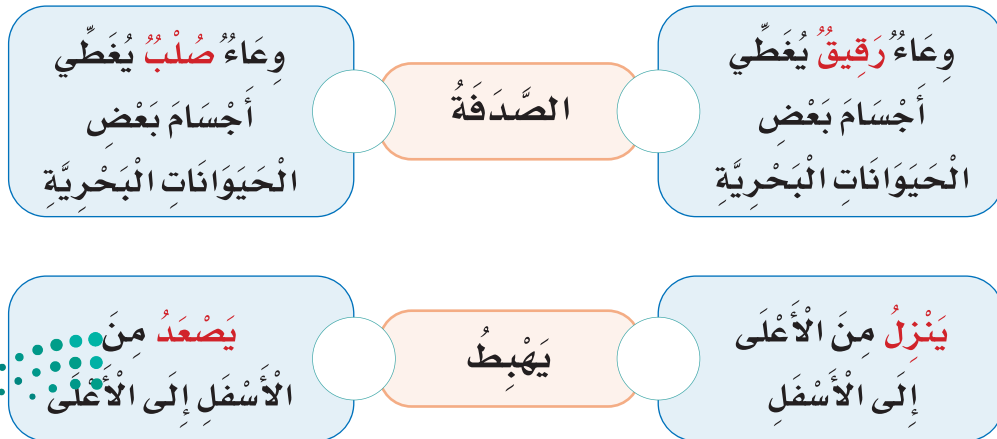 وِعَاءٌ رَقِيقٌ يُغَطِّي
أَجْسَامَ بَعْضِ
الْحَيَوَانَاتِ الْبَحْرِيَّةِ
الصَّدَفَةُ
وِعَاءٌ صُلْبٌ يُغَطِّي
أَجْسَامَ بَعْضِ
الْحَيَوَانَاتِ الْبَحْرِيَّةِ
يَنْزِلُ مِنَ الْأَعْلَى
إِلَى الْأَسْفَلِ
يَهْبِطُ
يَصْعَدُ مِنَ
الْأَسْفَلِ إِلَى الْأَعْلَى